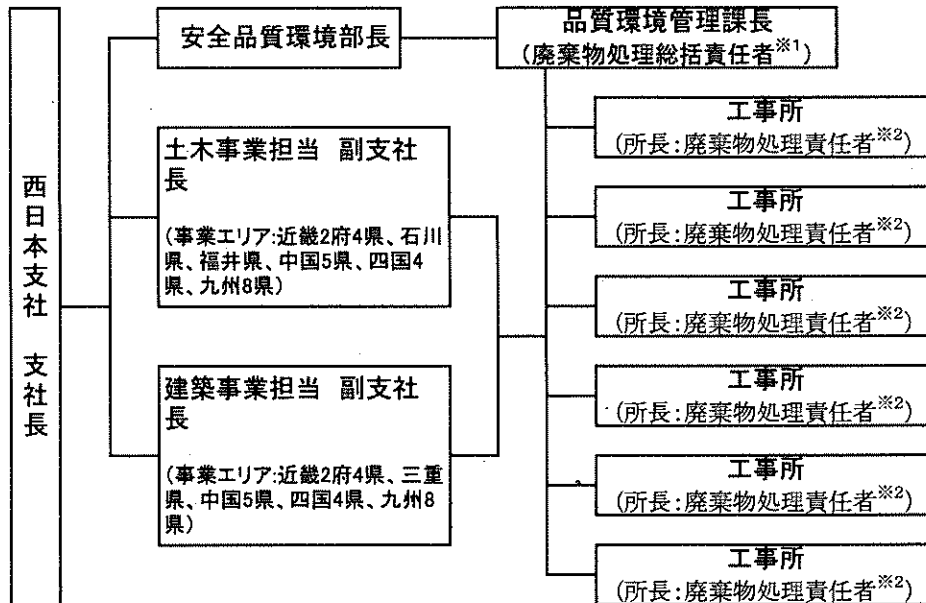 西日本支社 支社長
安全品質環境部長
品質環境管理課長
(廃棄物処理総括責任者※1)
土木事業担当 副支社
長
(事業エリア:近畿2府4県、石川
県、福井県、中国5県、四国4
県、九州8県)
建築事業担当 副支社
長
(事業エリア:近畿2府4県、三重
県、中国5県、四国4県、九州8
県)
工事所
(所長:廃棄物処理責任者※2)
工事所
(所長:廃棄物処理責任者※2)
工事所
(所長:廃棄物処理責任者※2)
工事所
(所長:廃棄物処理責任者※2)
工事所
(所長:廃棄物処理責任者※2)
工事所
(所長:廃棄物処理責任者※2)